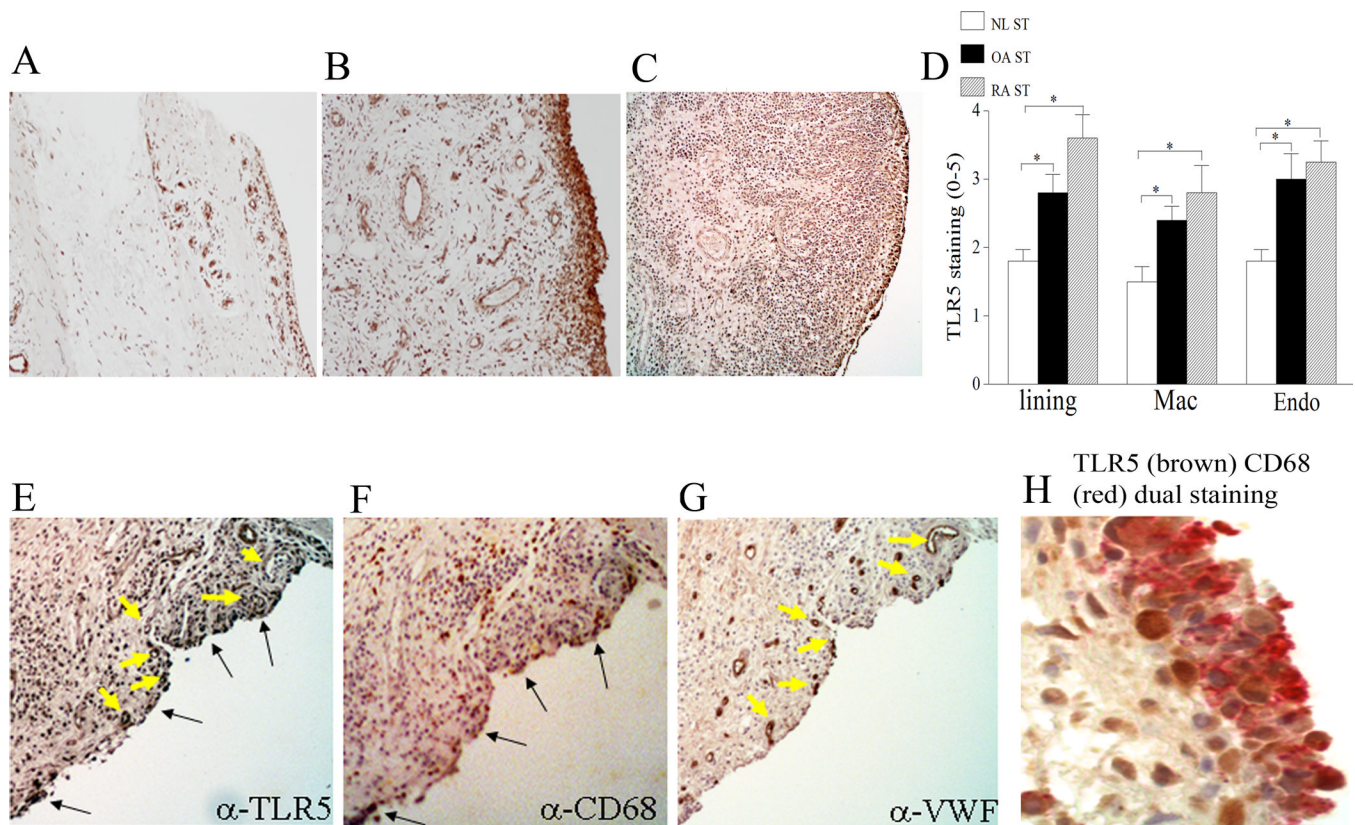 A
B
C
D
NL ST
OA ST
RA ST
TLR5 staining (0-5)
4
3
2
1
0
*
*
*
*
*
*
lining
Mac
Endo
E
α-TLR5
F
α-CD68
G
α-VWF
H
TLR5 (brown) CD68
(red) dual staining